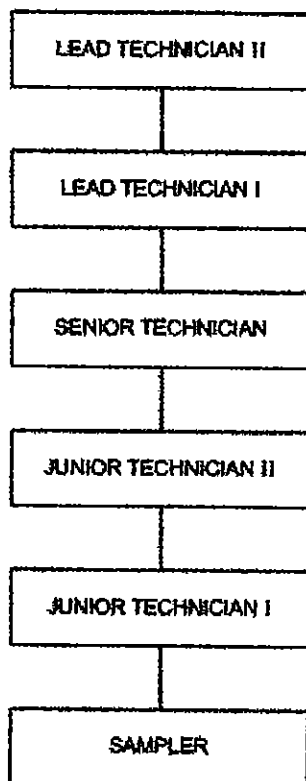 LEAD TECHNICIAN II
LEAD TECHNICIAN I
SENIOR TECHNICIAN
JUNIOR TECHNICIAN II
JUNIOR TECHNICIAN I
SAMPLER